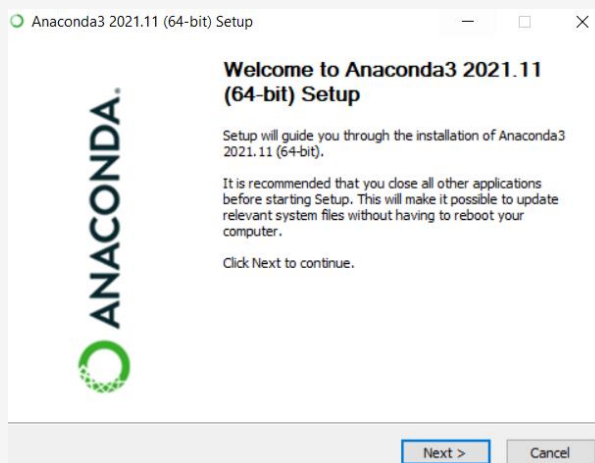 Anaconda3 2021.11 (64-bit) Setup
Welcome to Anaconda3 2021.11
(64-bit) Setup
Setup will guide you through the installation of Anaconda3
2021.11 (64-bit).
It is recommended that you close all other applications
before starting Setup. This will make it possible to update
relevant system files without having to reboot your
computer.
Click Next to continue.
ANACONDA.
Next >
Cancel